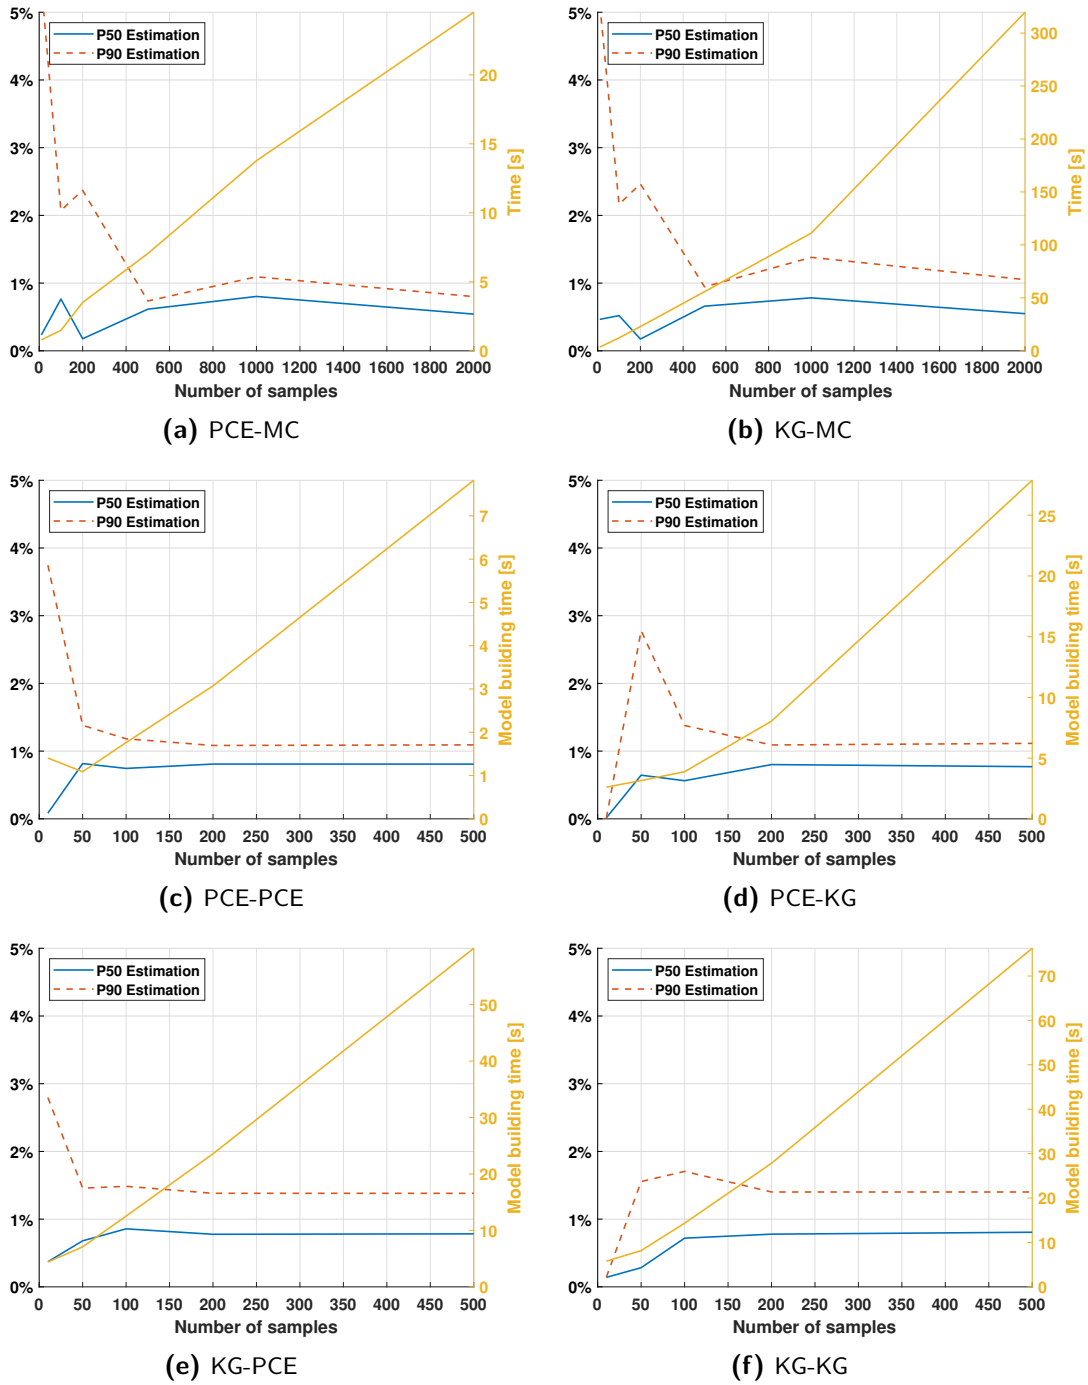 5%
4%
3%
2%
1%
0%
P50 Estimation
P90 Estimation
20
15
10
5
0
Time [s]
0 200 400 600 800 1000 1200 1400 1600 1800 2000
Number of samples
(a) PCE-MC
5%
4%
3%
2%
1%
0%
P50 Estimation
P90 Estimation
300
250
200
150
100
50
0
Time [s]
0 200 400 600 800 1000 1200 1400 1600 1800 2000
Number of samples
(b) KG-MC
5%
4%
3%
2%
1%
0%
P50 Estimation
P90 Estimation
7
6
5
4
3
2
1
0
Model building time [s]
0 50 100 150 200 250 300 350 400 450 500
Number of samples
(c) PCE-PCE
5%
4%
3%
2%
1%
0%
P50 Estimation
P90 Estimation
25
20
15
10
5
0
Model building time [s]
0 50 100 150 200 250 300 350 400 450 500
Number of samples
(d) PCE-KG
5%
4%
3%
2%
1%
0%
P50 Estimation
P90 Estimation
50
40
30
20
10
0
Model building time [s]
0 50 100 150 200 250 300 350 400 450 500
Number of samples
(e) KG-PCE
5%
4%
3%
2%
1%
0%
P50 Estimation
P90 Estimation
70
60
50
40
30
20
10
0
Model building time [s]
0 50 100 150 200 250 300 350 400 450 500
Number of samples
(f) KG-KG